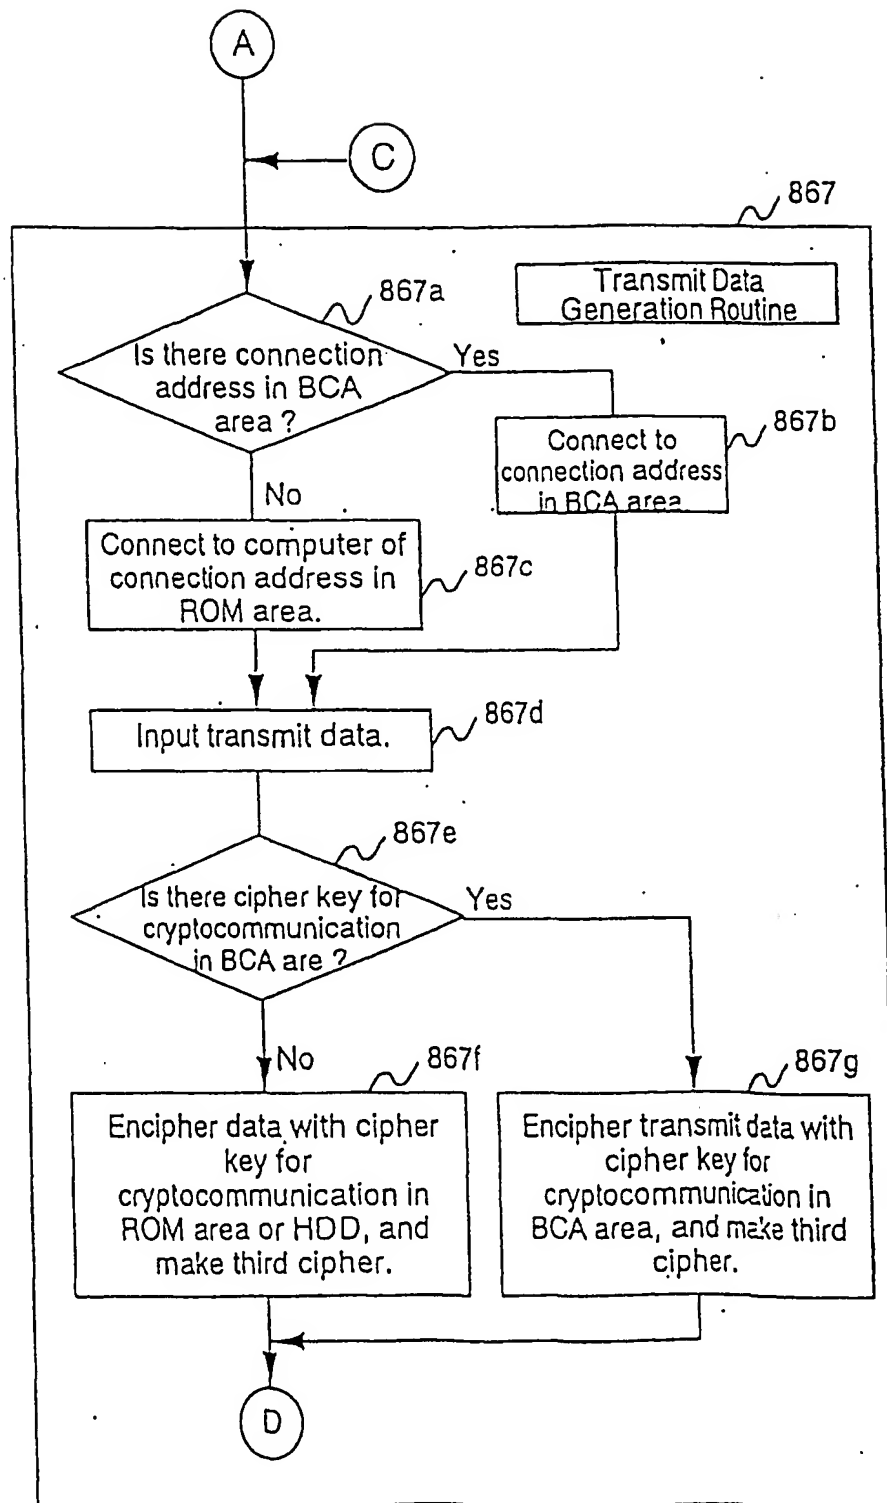 A
C
867
867a
Transmit Data
Generation Routine
Is there connection
address in BCA
area ?
Yes
867b
Connect to
connection address
in BCA area
No
Connect to computer of
connection address in
ROM area.
867c
867d
Input transmit data.
867e
Is there cipher key for
cryptocommunication
in BCA are ?
Yes
No
867f
867g
Encipher data with cipher
key for
cryptocommunication in
ROM area or HDD, and
make third cipher.
Encipher transmit data with
cipher key for
cryptocommunication in
BCA area, and make third
cipher.
D